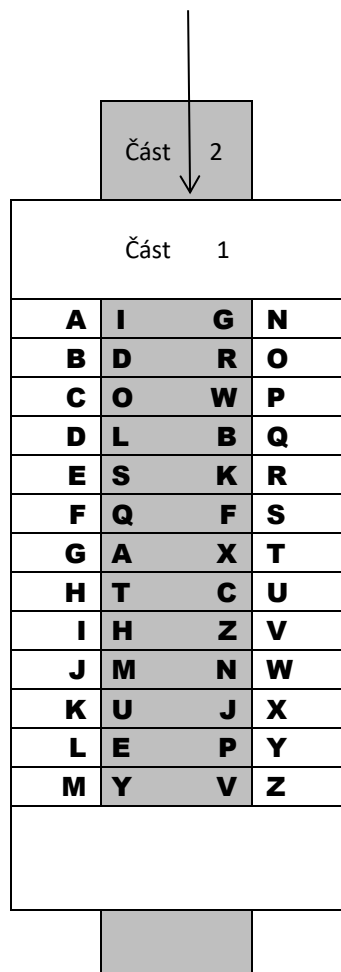 Část 2
Část 1
A I G N
B D R O
C O W P
D L B Q
E S K R
F Q F S
G A X T
H T C U
I H Z V
J M N W
K U J X
L E P Y
M Y V Z